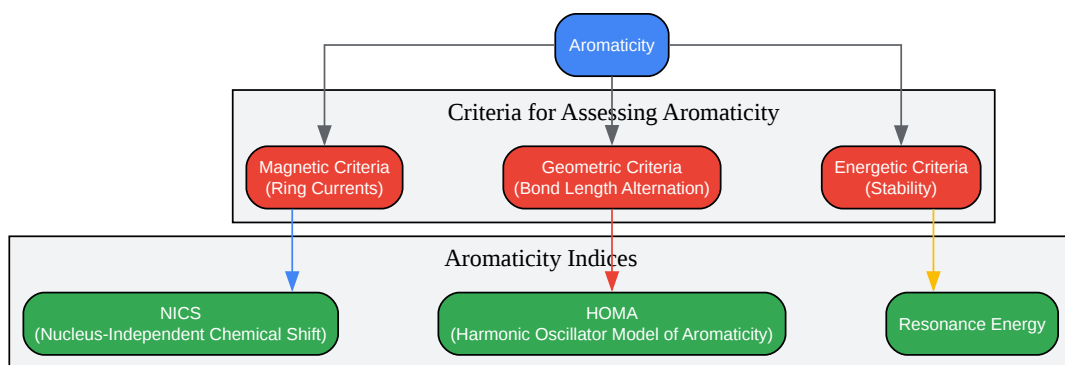 Aromaticity
Criteria for Assessing Aromaticity
Magnetic Criteria
(Ring Currents)
Geometric Criteria
(Bond Length Alternation)
Energetic Criteria
(Stability)
Aromaticity Indices
NICS
(Nucleus-Independent Chemical Shift)
HOMA
(Harmonic Oscillator Model of Aromaticity)
Resonance Energy